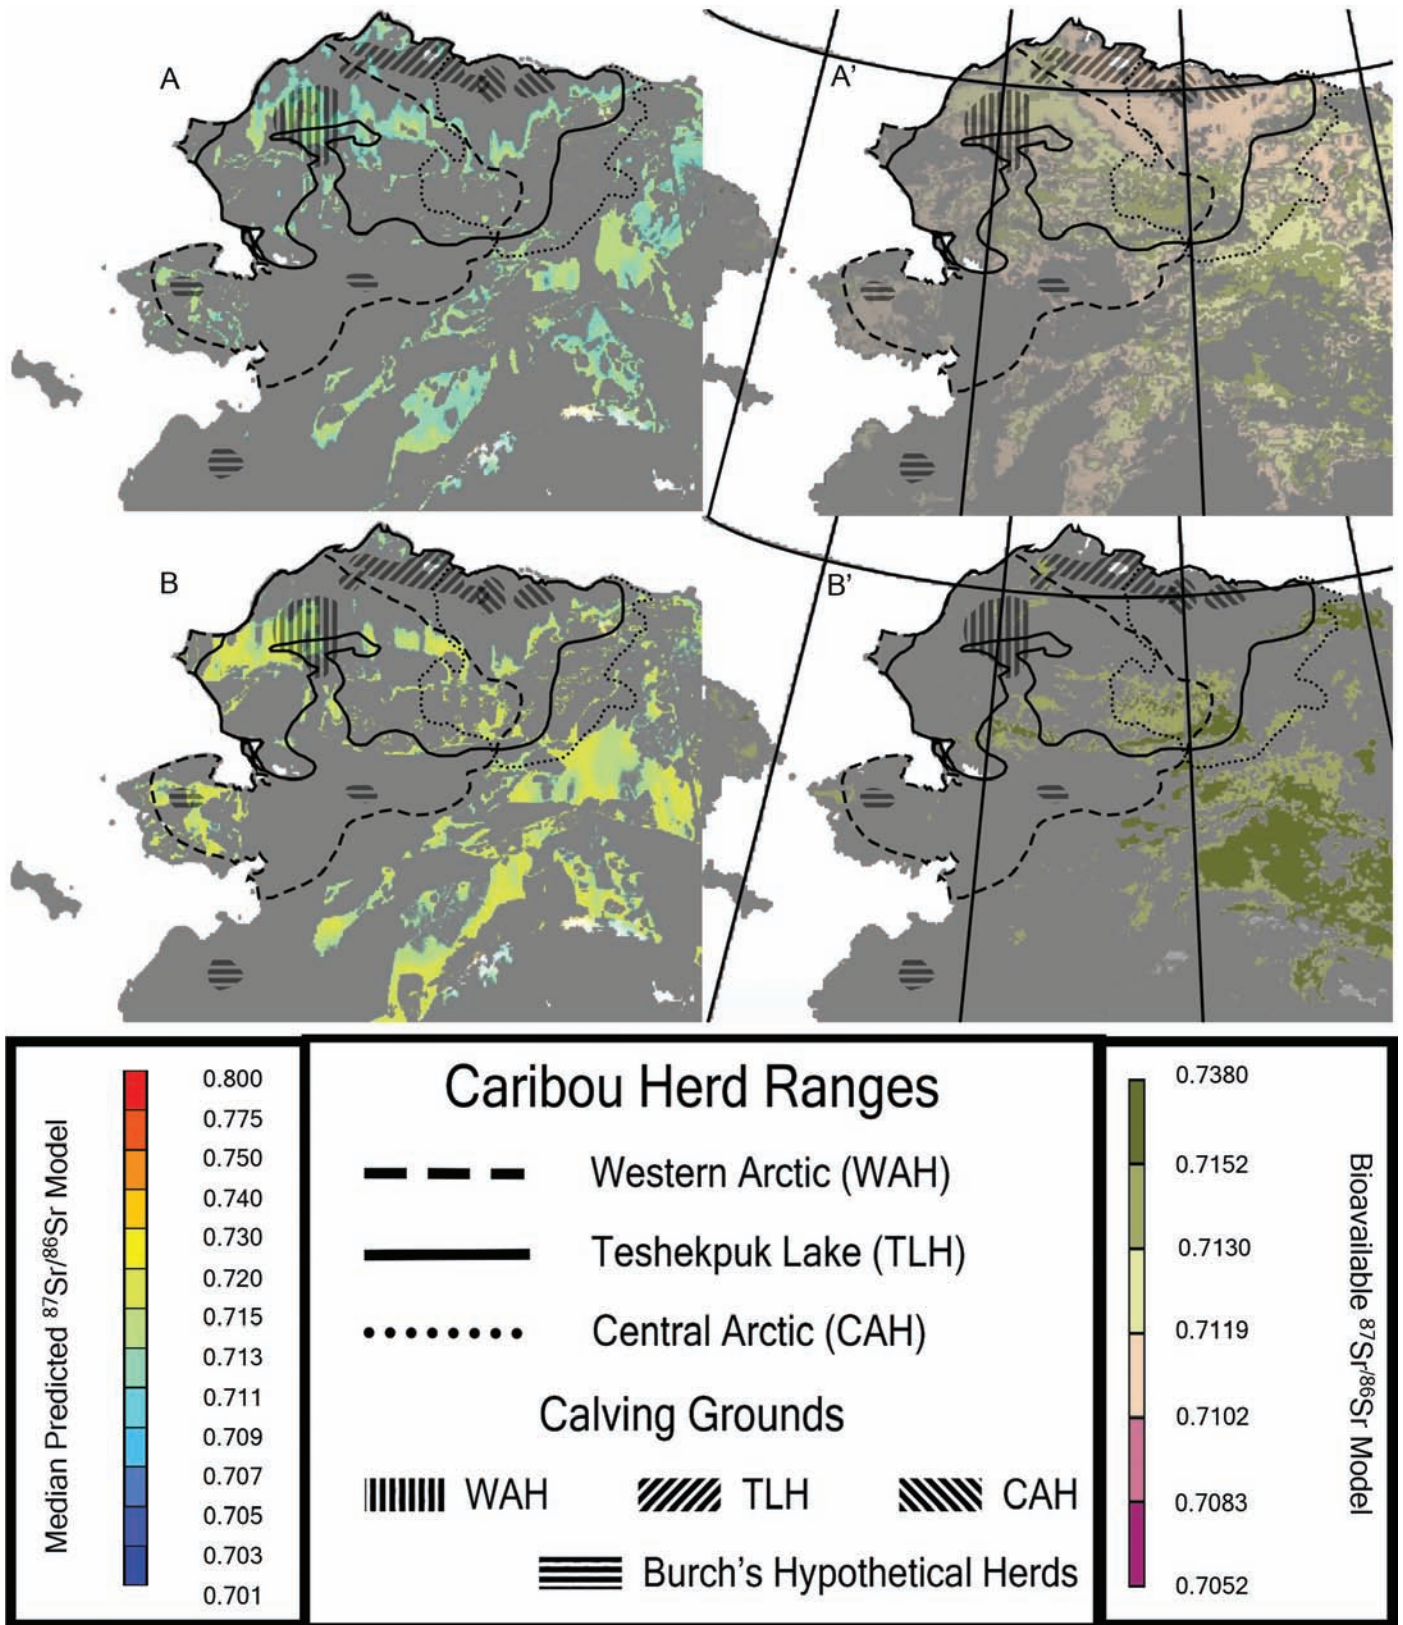 A
A'
B
B'
Median Predicted ⁸⁷Sr/⁸⁶Sr Model
0.800
0.775
0.750
0.740
0.730
0.720
0.715
0.713
0.711
0.709
0.707
0.705
0.703
0.701
Caribou Herd Ranges
Western Arctic (WAH)
Teshekpuk Lake (TLH)
Central Arctic (CAH)
Calving Grounds
WAH
TLH
CAH
Burch's Hypothetical Herds
0.7380
0.7152
0.7130
0.7119
0.7102
0.7083
0.7052
Bioavailable ⁸⁷Sr/⁸⁶Sr Model